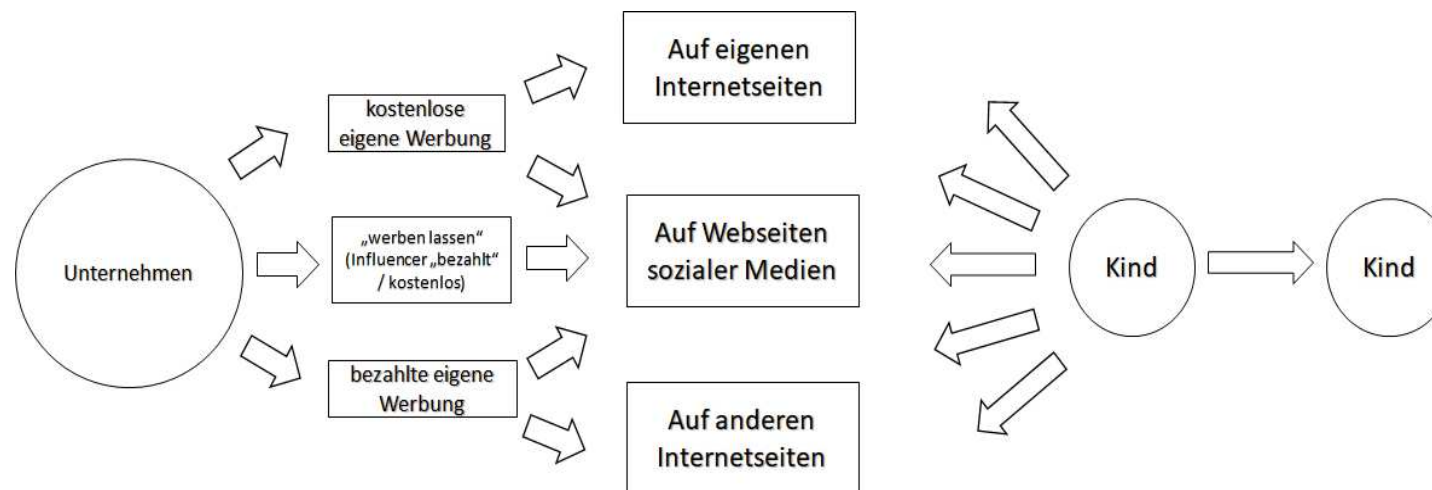 Unternehmen
kostenlose
eigene Werbung
„werben lassen“
(Influencer „bezahlt“
/ kostenlos)
bezahlte eigene
Werbung
Auf eigenen
Internetseiten
Auf Webseiten
sozialer Medien
Auf anderen
Internetseiten
Kind
Kind